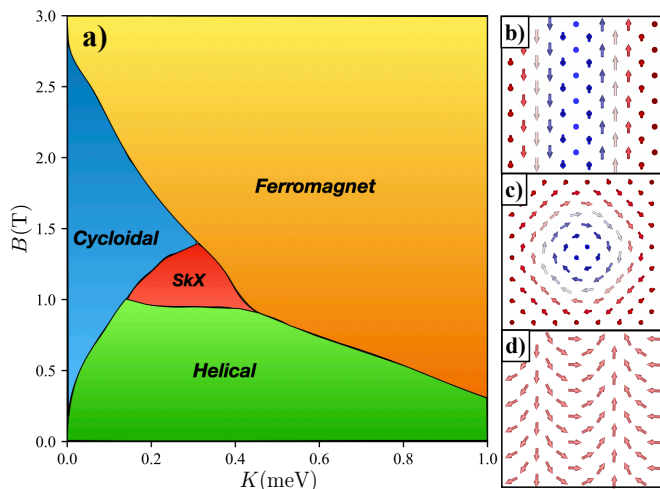 a)
3.0
2.5
2.0
1.5
1.0
0.5
0.0
B(T)
Ferromagnet
Cycloidal
SkX
Helical
0.0 0.2 0.4 0.6 0.8 1.0
K(meV)
b)
c)
d)